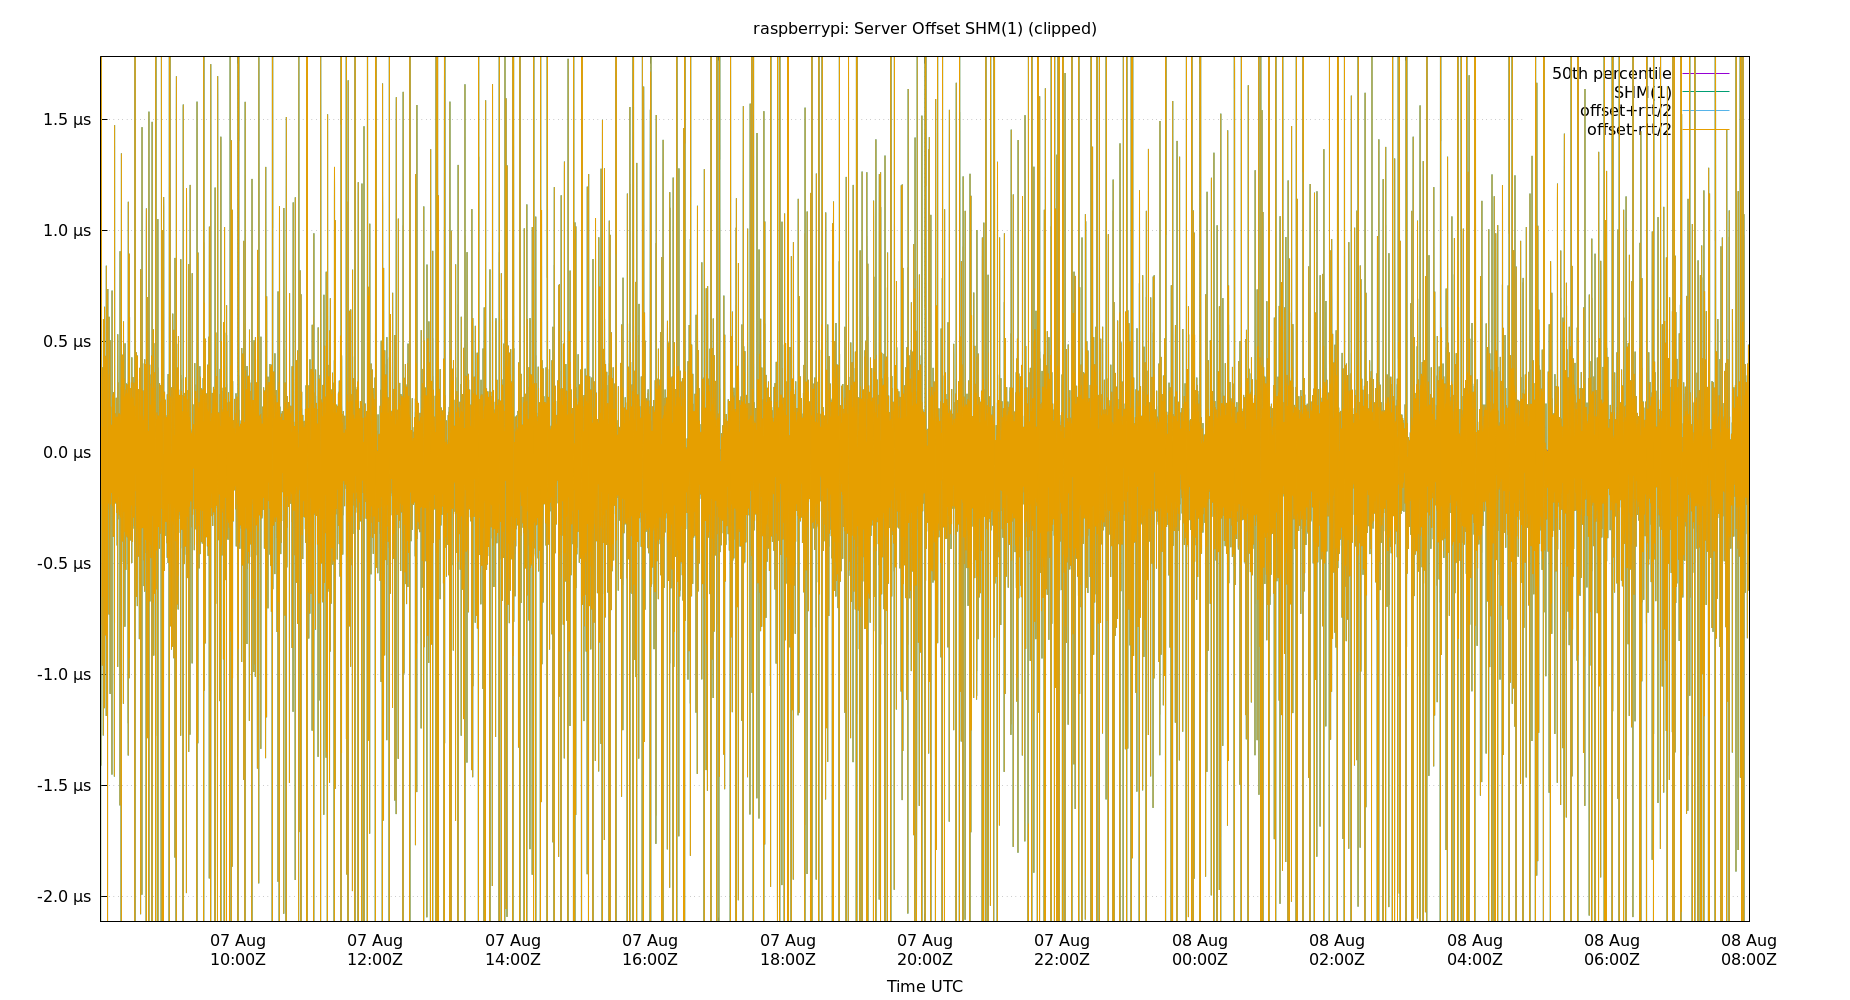 raspberrypi: Server Offset SHM(1) (clipped)
50th percentile
SHM(1)
offset+rtt/2
offset-rtt/2
1.5 µs
1.0 µs
0.5 µs
0.0 µs
-0.5 µs
-1.0 µs
-1.5 µs
-2.0 µs
07 Aug 07 Aug 07 Aug 07 Aug 07 Aug 07 Aug 07 Aug 08 Aug 08 Aug 08 Aug 08 Aug 08 Aug
10:00Z 12:00Z 14:00Z 16:00Z 18:00Z 20:00Z 22:00Z 00:00Z 02:00Z 04:00Z 06:00Z 08:00Z
Time UTC